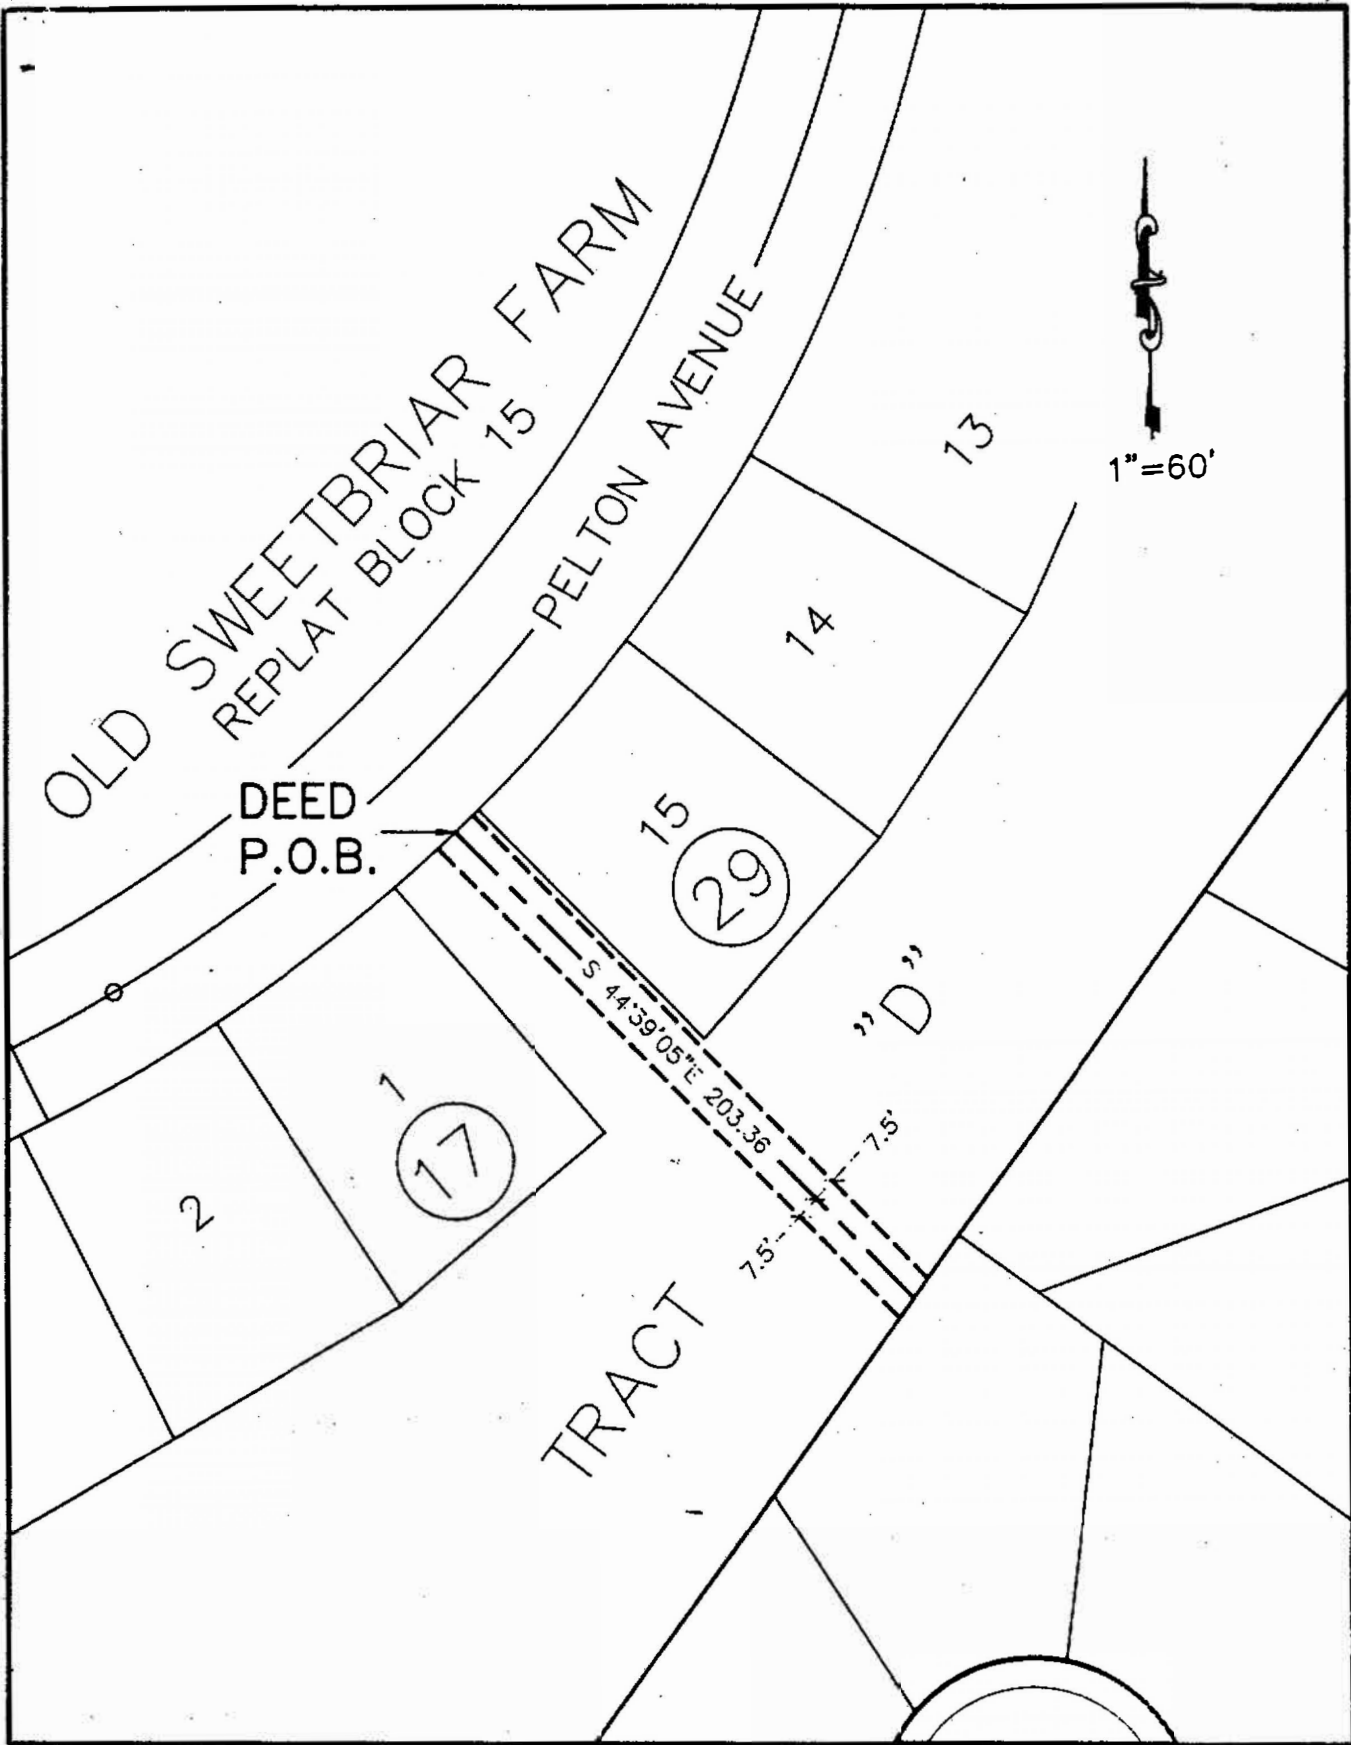 OLD SWEETBRIAR FARM
REPLAT BLOCK 15
PELTON AVENUE
1"=60'
13
14
15
29
DEED
P.O.B.
S 44°39'05"E 203.36
7.5'
7.5'
1
17
2
TRACT "D"